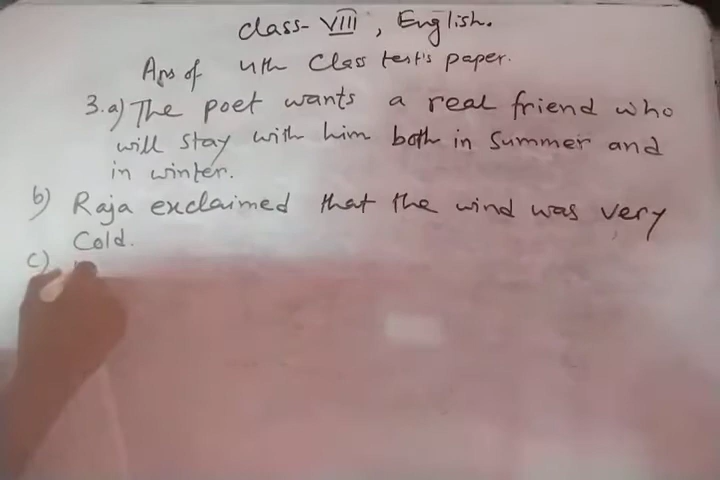 class- VIII, English.
Ans of 4th Class test's paper.
3.a) The poet wants a real friend who
will stay with him both in Summer and
in winter.
b) Raja exclaimed that the wind was very
Cold.
c)